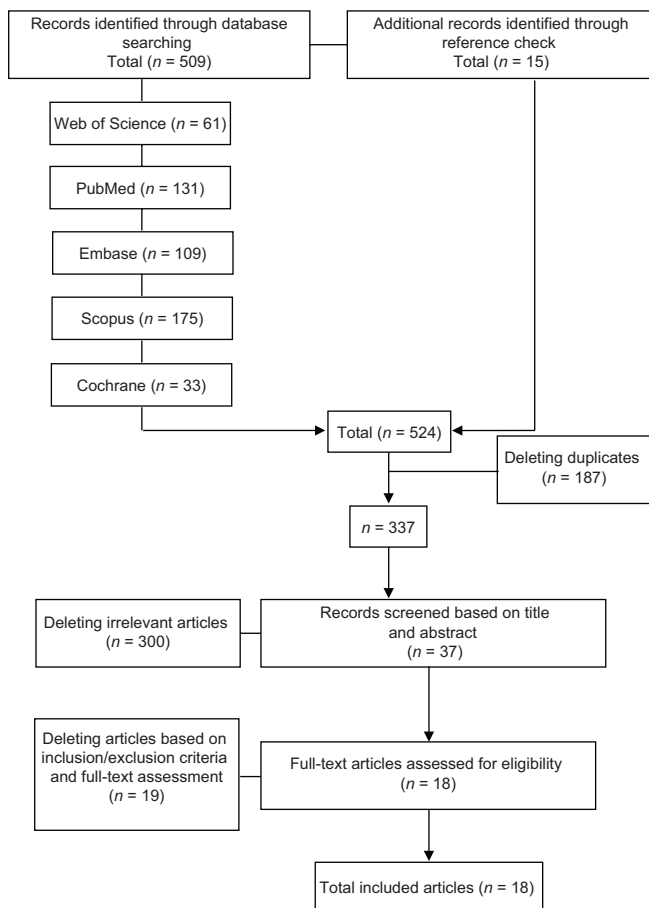 Records identified through database
searching
Total (n = 509)
Additional records identified through
reference check
Total (n = 15)
Web of Science (n = 61)
PubMed (n = 131)
Embase (n = 109)
Scopus (n = 175)
Cochrane (n = 33)
Total (n = 524)
Deleting duplicates
(n = 187)
n = 337
Deleting irrelevant articles
(n = 300)
Records screened based on title
and abstract
(n = 37)
Deleting articles based on
inclusion/exclusion criteria
and full-text assessment
(n = 19)
Full-text articles assessed for eligibility
(n = 18)
Total included articles (n = 18)